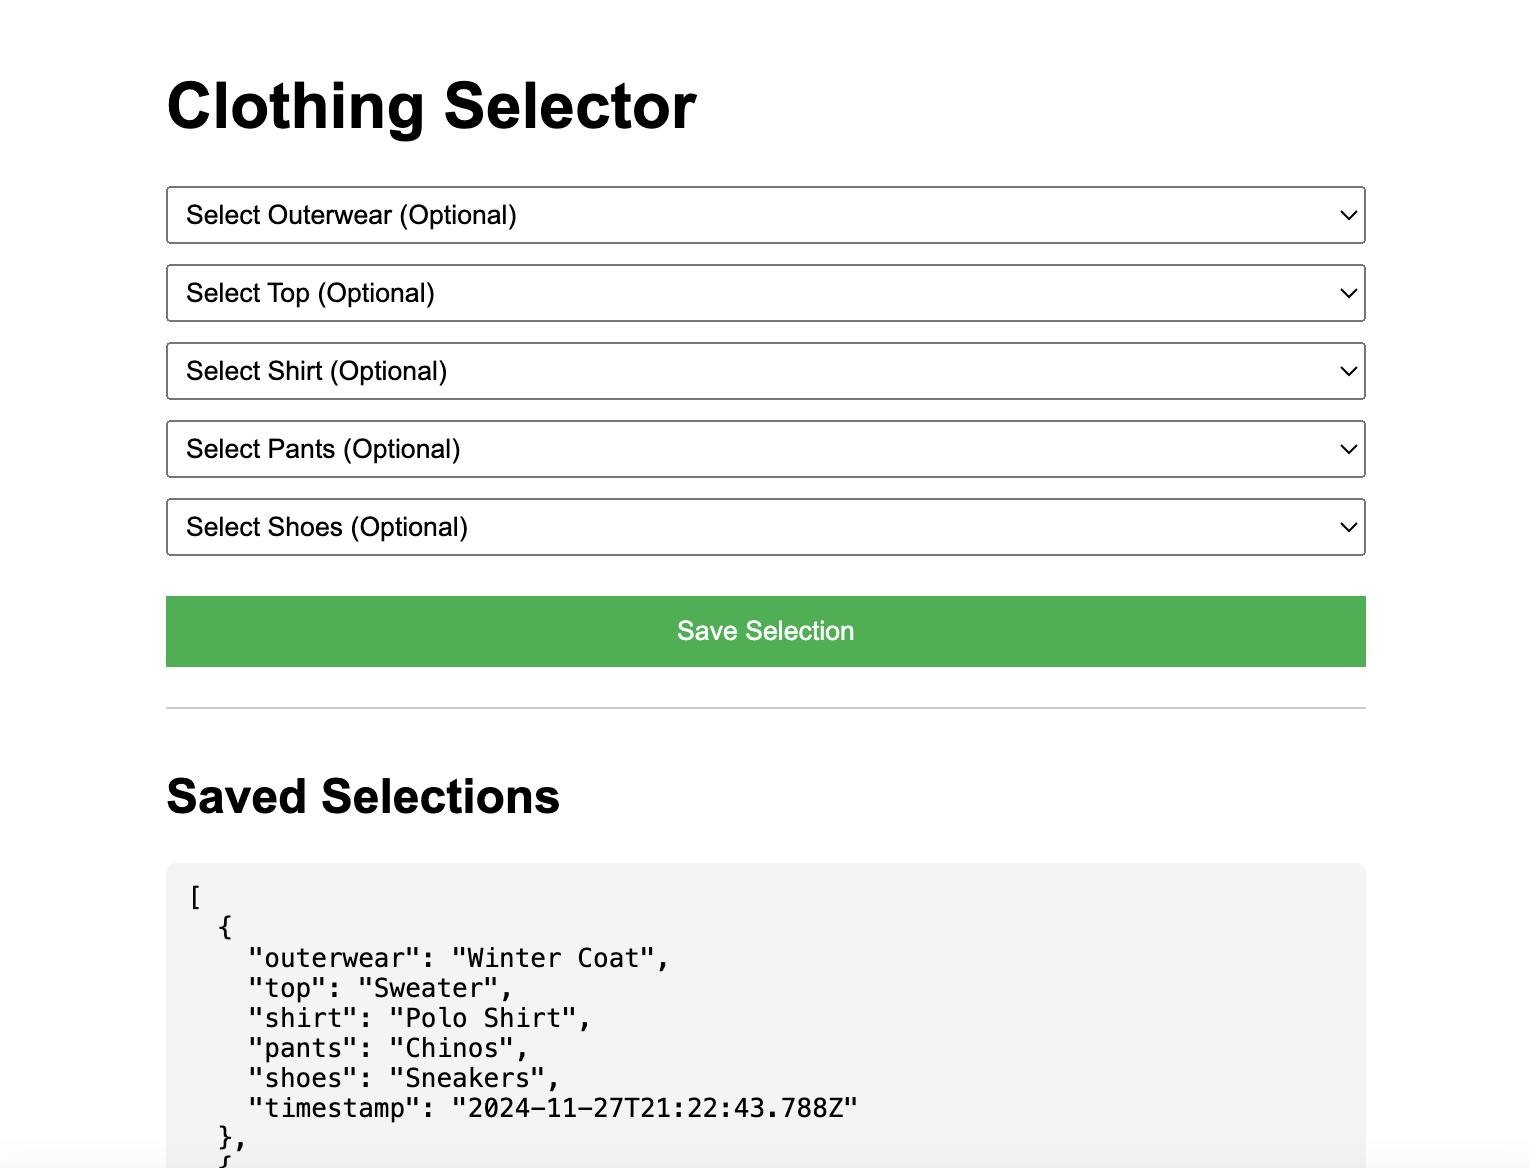 Clothing Selector
Select Outerwear (Optional)
Select Top (Optional)
Select Shirt (Optional)
Select Pants (Optional)
Select Shoes (Optional)
Save Selection
Saved Selections
[
  {
    "outerwear": "Winter Coat",
    "top": "Sweater",
    "shirt": "Polo Shirt",
    "pants": "Chinos",
    "shoes": "Sneakers",
    "timestamp": "2024-11-27T21:22:43.788Z"
  },
  {